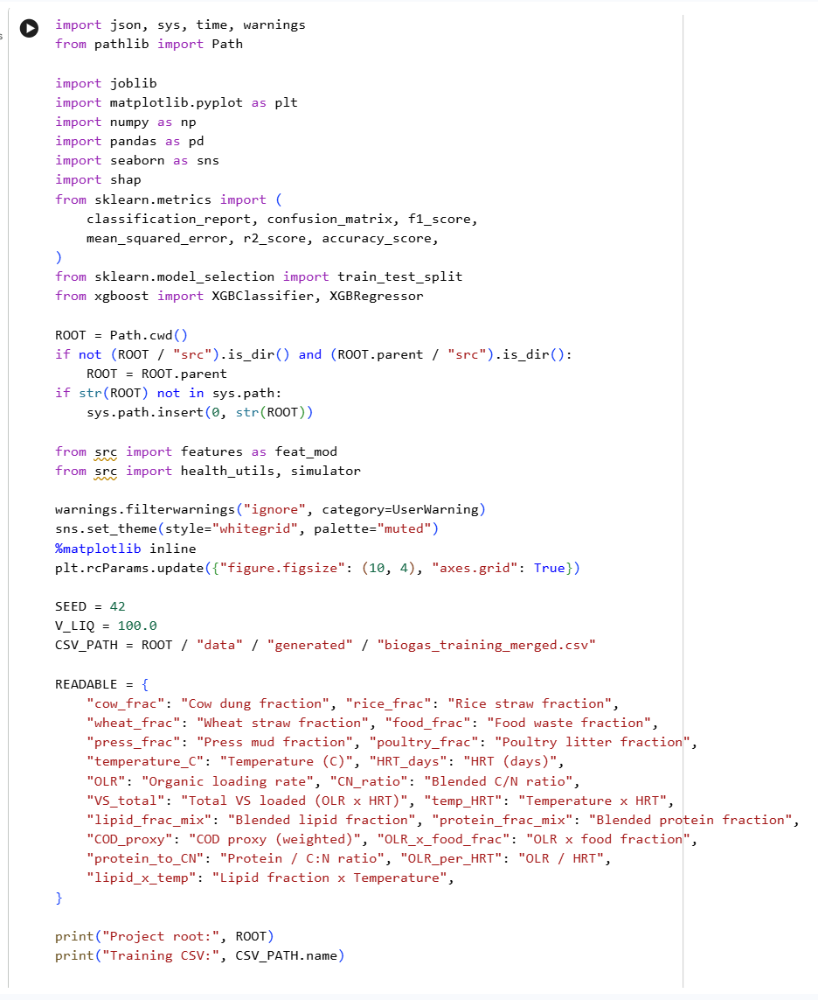 import json, sys, time, warnings
from pathlib import Path

import joblib
import matplotlib.pyplot as plt
import numpy as np
import pandas as pd
import seaborn as sns
import shap
from sklearn.metrics import (
    classification_report, confusion_matrix, f1_score,
    mean_squared_error, r2_score, accuracy_score,
)
from sklearn.model_selection import train_test_split
from xgboost import XGBClassifier, XGBRegressor

ROOT = Path.cwd()
if not (ROOT / "src").is_dir() and (ROOT.parent / "src").is_dir():
    ROOT = ROOT.parent
if str(ROOT) not in sys.path:
    sys.path.insert(0, str(ROOT))

from src import features as feat_mod
from src import health_utils, simulator

warnings.filterwarnings("ignore", category=UserWarning)
sns.set_theme(style="whitegrid", palette="muted")
%matplotlib inline
plt.rcParams.update({"figure.figsize": (10, 4), "axes.grid": True})

SEED = 42
V_LIQ = 100.0
CSV_PATH = ROOT / "data" / "generated" / "biogas_training_merged.csv"

READABLE = {
    "cow_frac": "Cow dung fraction", "rice_frac": "Rice straw fraction",
    "wheat_frac": "Wheat straw fraction", "food_frac": "Food waste fraction",
    "press_frac": "Press mud fraction", "poultry_frac": "Poultry litter fraction",
    "temperature_C": "Temperature (C)", "HRT_days": "HRT (days)",
    "OLR": "Organic loading rate", "CN_ratio": "Blended C/N ratio",
    "VS_total": "Total VS loaded (OLR x HRT)", "temp_HRT": "Temperature x HRT",
    "lipid_frac_mix": "Blended lipid fraction", "protein_frac_mix": "Blended protein fraction",
    "COD_proxy": "COD proxy (weighted)", "OLR_x_food_frac": "OLR x food fraction",
    "protein_to_CN": "Protein / C:N ratio", "OLR_per_HRT": "OLR / HRT",
    "lipid_x_temp": "Lipid fraction x Temperature",
}

print("Project root:", ROOT)
print("Training CSV:", CSV_PATH.name)